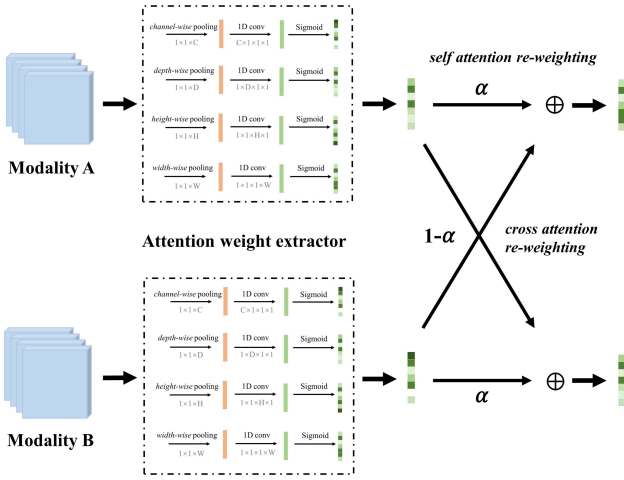 channel-wise pooling 1D conv Sigmoid
1×1×C C×1×1×1
depth-wise pooling 1D conv Sigmoid
1×1×D 1×D×1×1
height-wise pooling 1D conv Sigmoid
1×1×H 1×1×H×1
width-wise pooling 1D conv Sigmoid
1×1×W 1×1×1×W
Modality A
self attention re-weighting
α
⊕
Attention weight extractor
1-α
cross attention
re-weighting
channel-wise pooling 1D conv Sigmoid
1×1×C C×1×1×1
depth-wise pooling 1D conv Sigmoid
1×1×D 1×D×1×1
height-wise pooling 1D conv Sigmoid
1×1×H 1×1×H×1
width-wise pooling 1D conv Sigmoid
1×1×W 1×1×1×W
Modality B
α
⊕